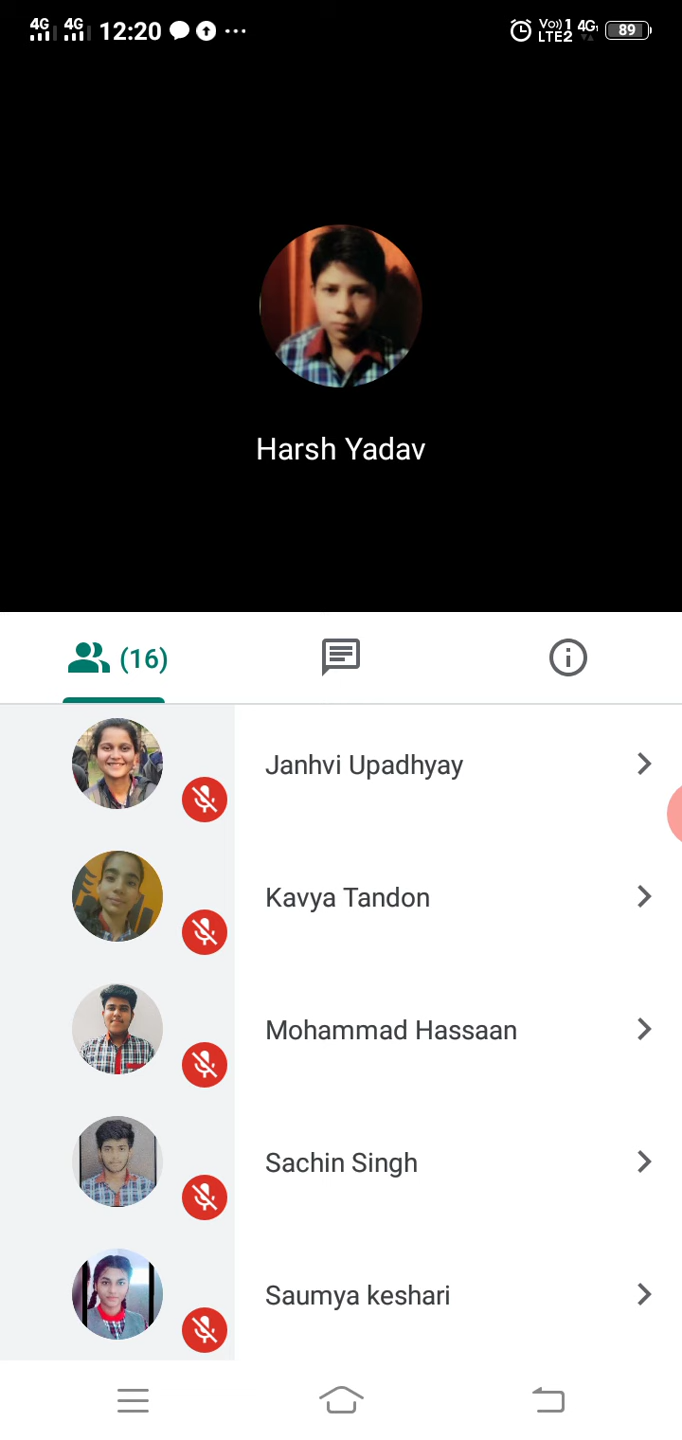 4G 4G 12:20 ... Vo) 1 LTE2 4G 89
Harsh Yadav
(16)
Janhvi Upadhyay
Kavya Tandon
Mohammad Hassaan
Sachin Singh
Saumya keshari